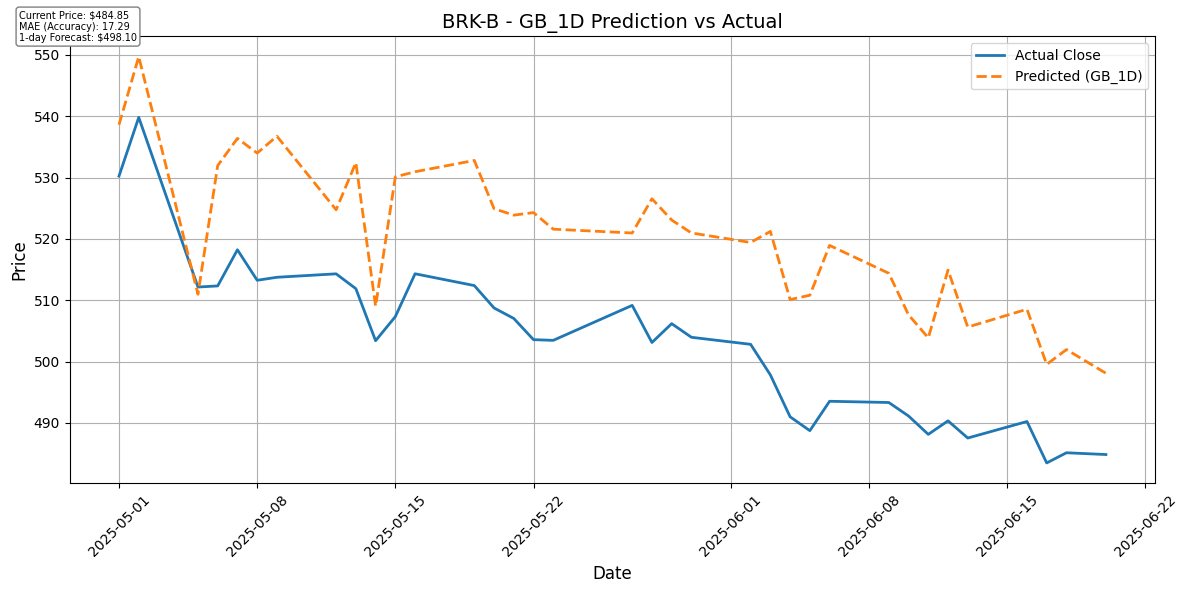 Current Price: $484.85
MAE (Accuracy): 17.29
1-day Forecast: $498.10
BRK-B - GB_1D Prediction vs Actual
Actual Close
Predicted (GB_1D)
Price
550
540
530
520
510
500
490
2025-05-01
2025-05-08
2025-05-15
2025-05-22
2025-06-01
2025-06-08
2025-06-15
2025-06-22
Date